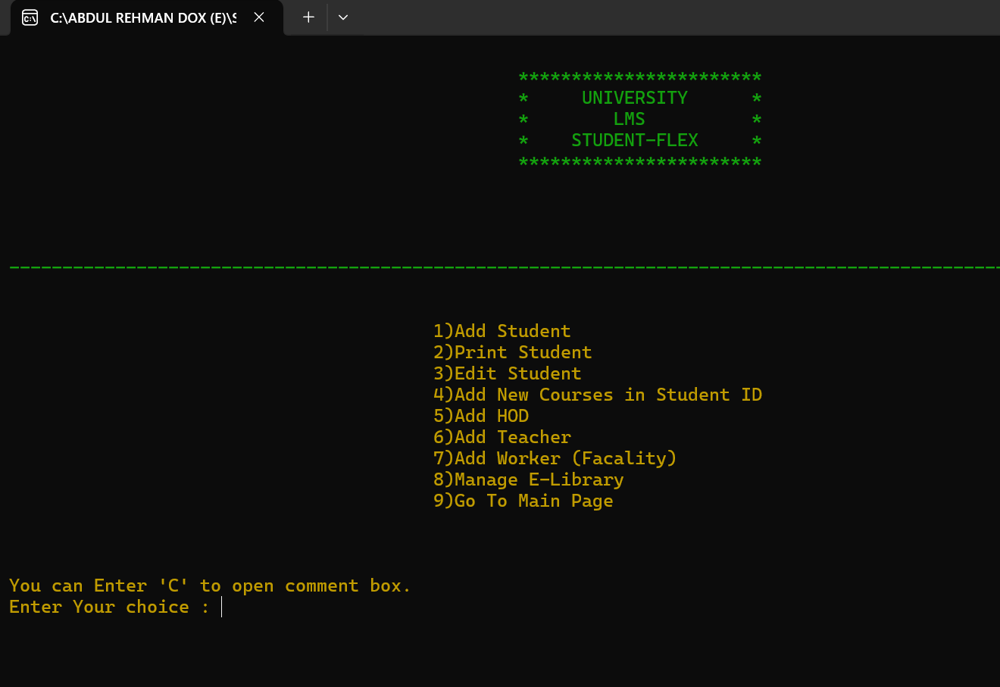 C:\ABDUL REHMAN DOX (E)\S
***********************
* UNIVERSITY *
* LMS *
* STUDENT-FLEX *
***********************
----------------------------------------------------------------------------------------------
1)Add Student
2)Print Student
3)Edit Student
4)Add New Courses in Student ID
5)Add HOD
6)Add Teacher
7)Add Worker (Facality)
8)Manage E-Library
9)Go To Main Page
You can Enter 'C' to open comment box.
Enter Your choice :